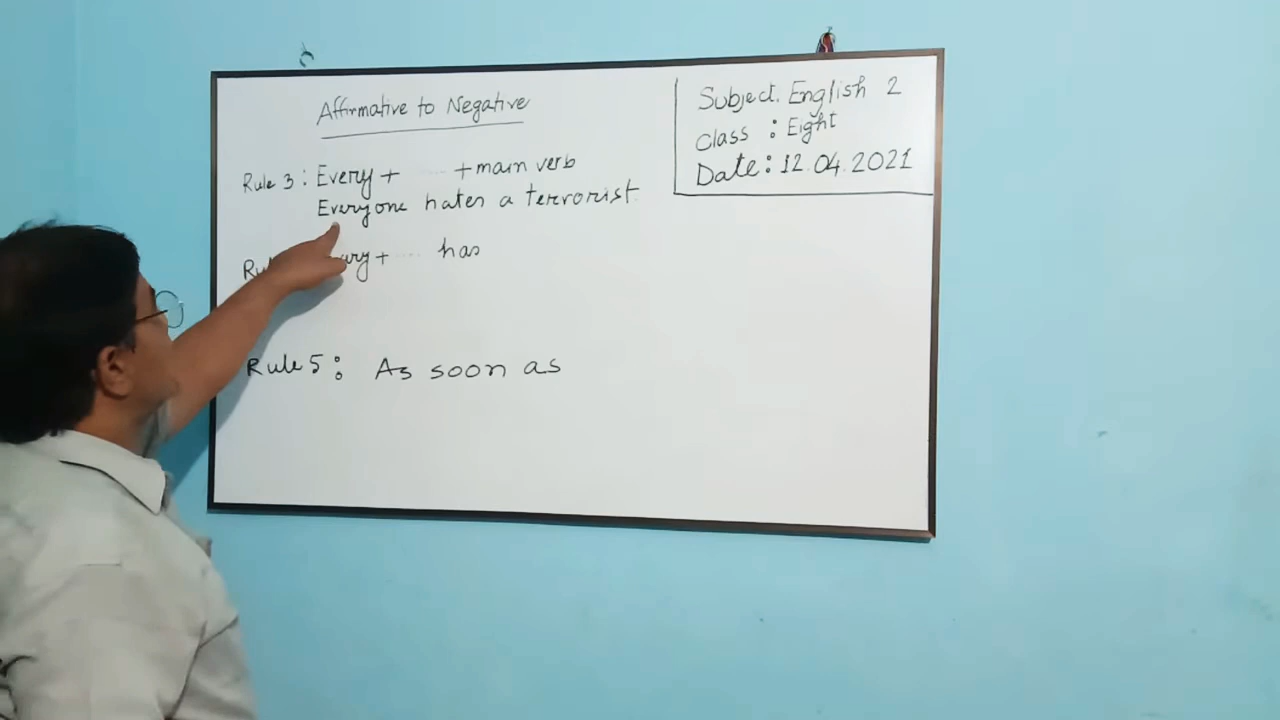 Affirmative to Negative
Rule 3: Every + ..... + main verb
Everyone hates a terrorist.
+ ..... has
Rule 5: As soon as
Subject. English 2
Class : Eight
Date: 12.04.2021